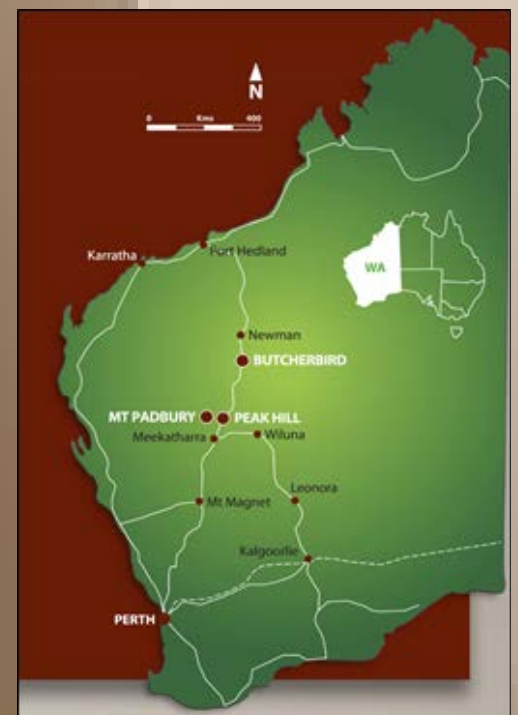 N
0 Kms 400
Karratha
Port Hedland
WA
Newman
BUTCHERBIRD
MT PADBURY
PEAK HILL
Meekatharra
Wiluna
Mt Magnet
Leonora
Kalgoorlie
PERTH